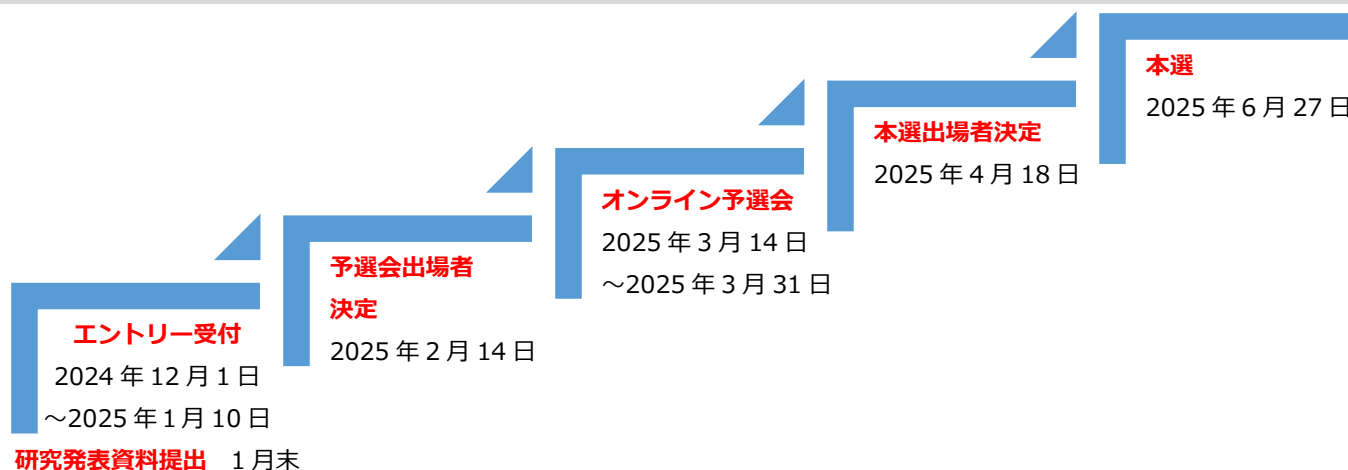 エントリー受付
2024年12月1日
～2025年1月10日
研究発表資料提出　1月末
予選会出場者
決定
2025年2月14日
オンライン予選会
2025年3月14日
～2025年3月31日
本選出場者決定
2025年4月18日
本選
2025年6月27日